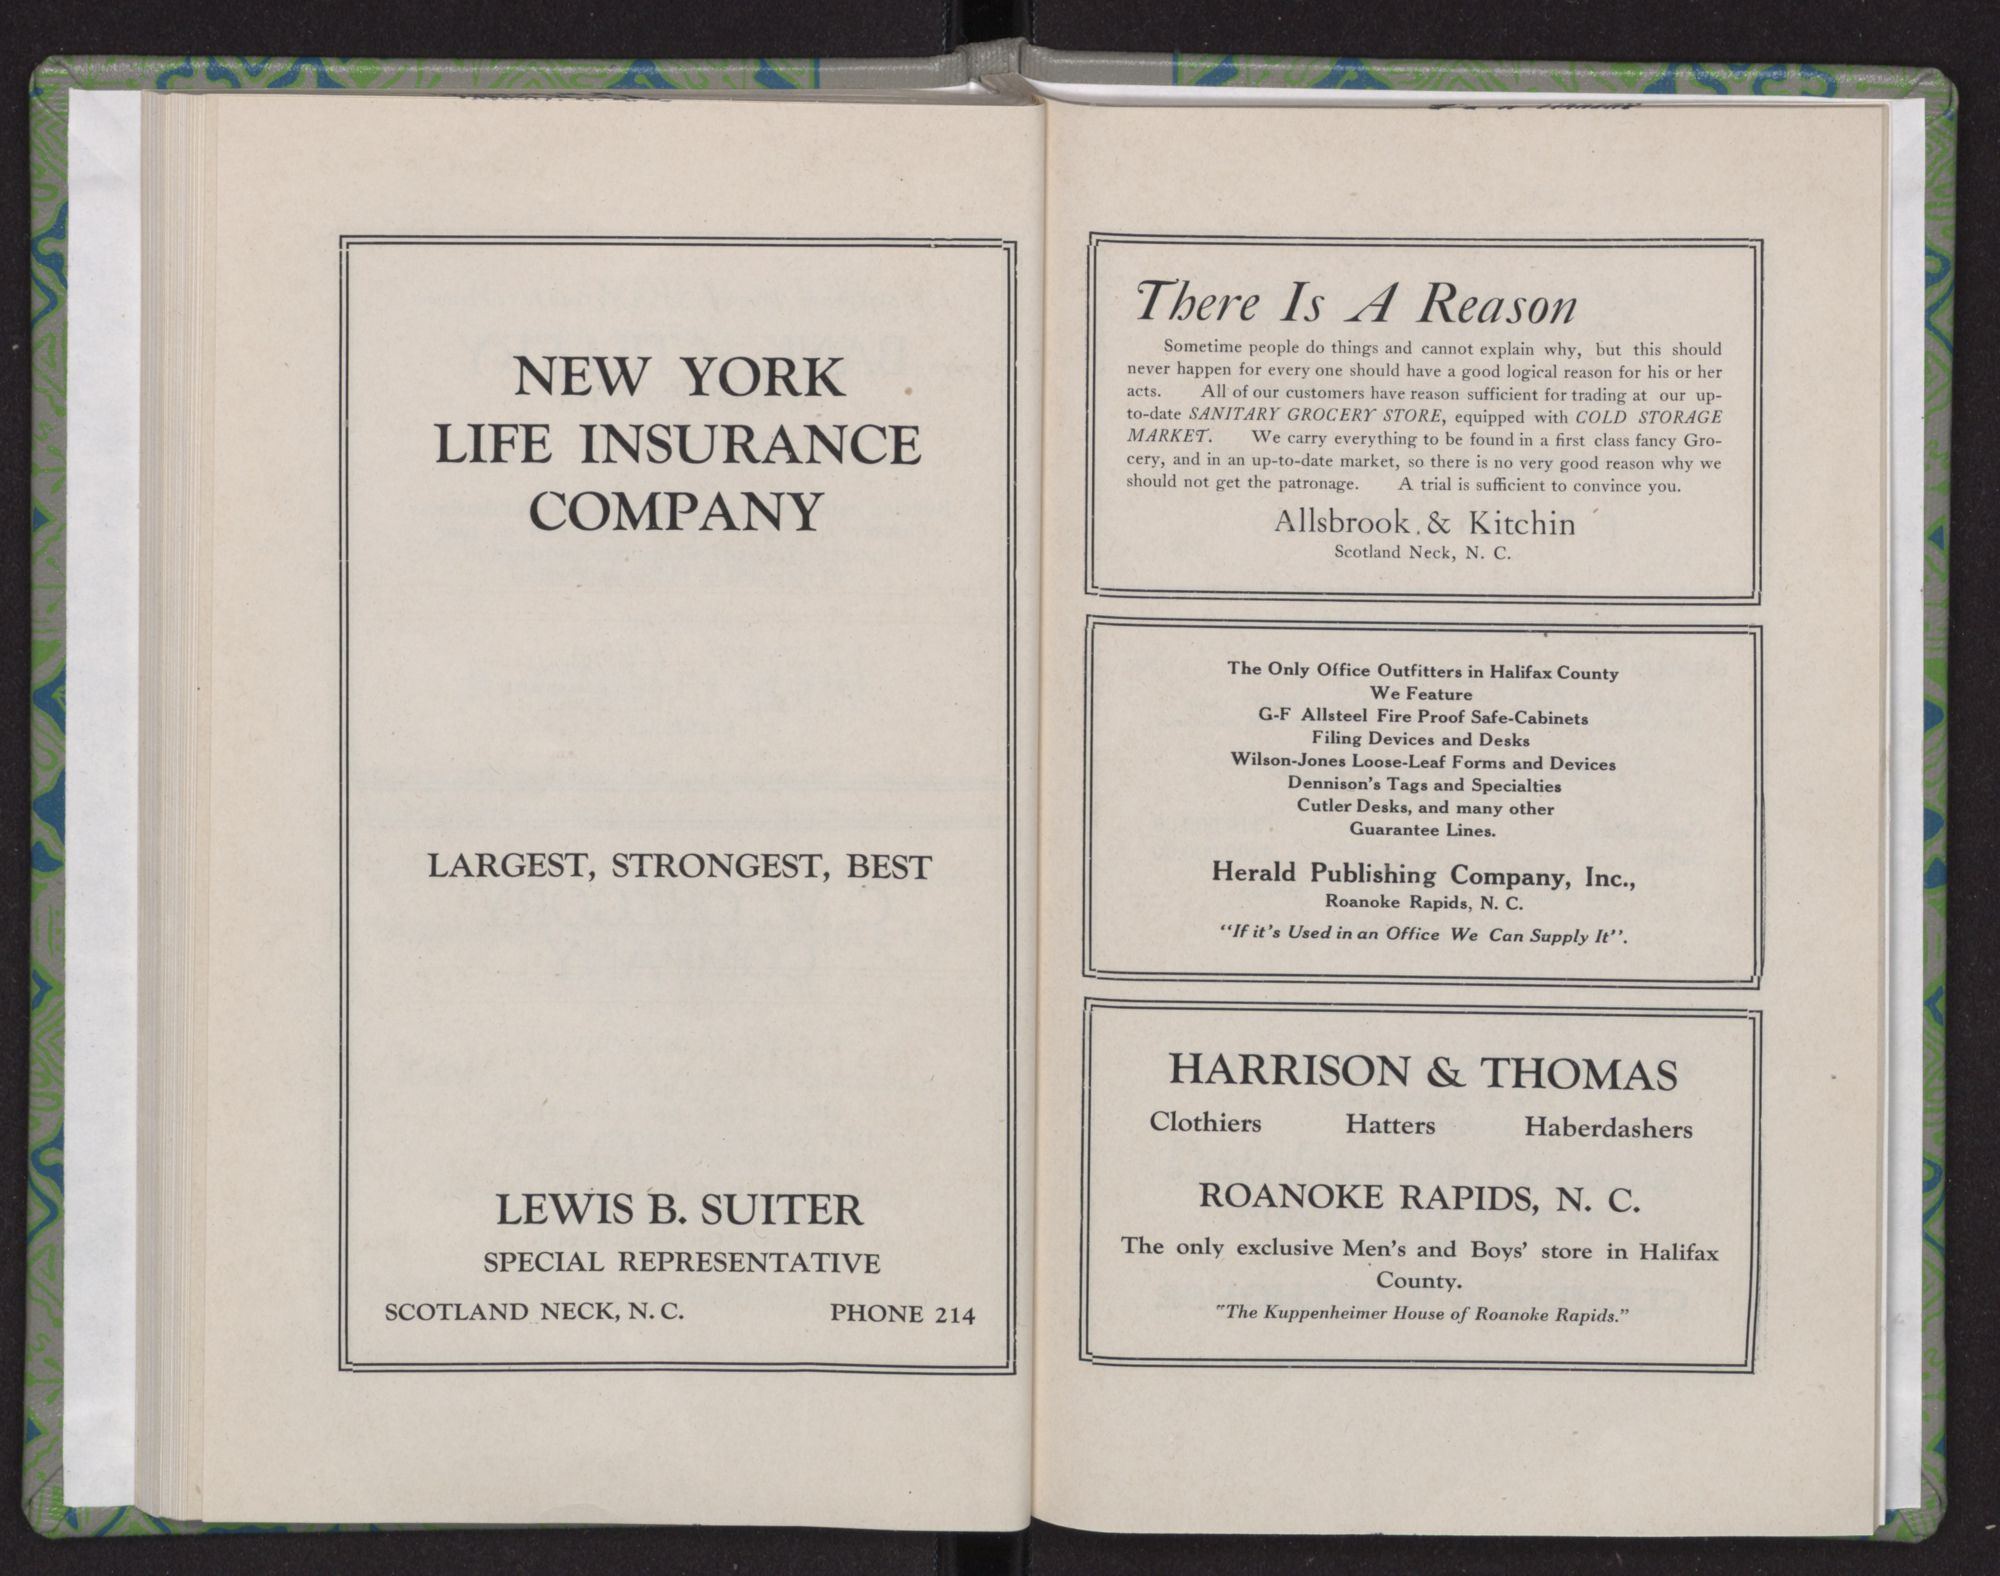 NEW YORK
LIFE INSURANCE
COMPANY
LARGEST, STRONGEST, BEST
LEWIS B. SUITER
SPECIAL REPRESENTATIVE
SCOTLAND NECK, N. C. PHONE 214
There Is A Reason
Sometime people do things and cannot explain why, but this should
never happen for every one should have a good logical reason for his or her
acts. All of our customers have reason sufficient for trading at our up-
to-date SANITARY GROCERY STORE, equipped with COLD STORAGE
MARKET. We carry everything to be found in a first class fancy Gro-
cery, and in an up-to-date market, so there is no very good reason why we
should not get the patronage. A trial is sufficient to convince you.
Allsbrook & Kitchin
Scotland Neck, N. C.
The Only Office Outfitters in Halifax County
We Feature
G-F Allsteel Fire Proof Safe-Cabinets
Filing Devices and Desks
Wilson-Jones Loose-Leaf Forms and Devices
Dennison's Tags and Specialties
Cutler Desks, and many other
Guarantee Lines.
Herald Publishing Company, Inc.,
Roanoke Rapids, N. C.
"If it's Used in an Office We Can Supply It".
HARRISON & THOMAS
Clothiers Hatters Haberdashers
ROANOKE RAPIDS, N. C.
The only exclusive Men's and Boys' store in Halifax
County.
"The Kuppenheimer House of Roanoke Rapids."